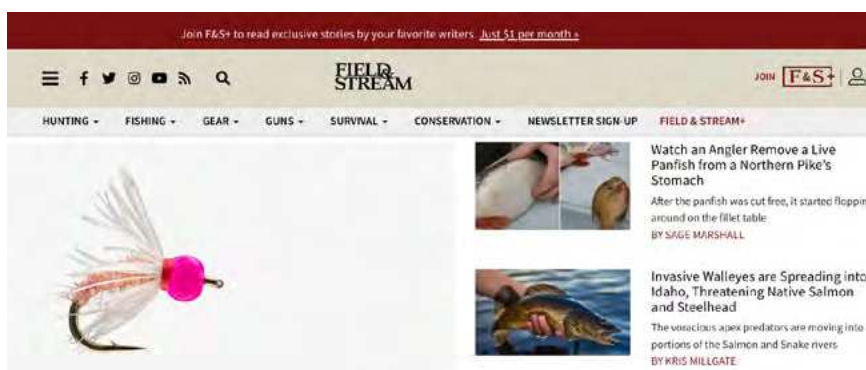 Join F&S+ to read exclusive stories by your favorite writers. Just $1 per month »
FIELD &
STREAM
JOIN F&S+
HUNTING FISHING GEAR GUNS SURVIVAL CONSERVATION NEWSLETTER SIGN-UP FIELD & STREAM+
Watch an Angler Remove a Live
Panfish from a Northern Pike's
Stomach
After the panfish was cut free, it started floppin
around on the fillet table
BY SAGE MARSHALL
Invasive Walleyes are Spreading into
Idaho, Threatening Native Salmon
and Steelhead
The voracious apex predators are moving into
portions of the Salmon and Snake rivers
BY KRIS MILLGATE